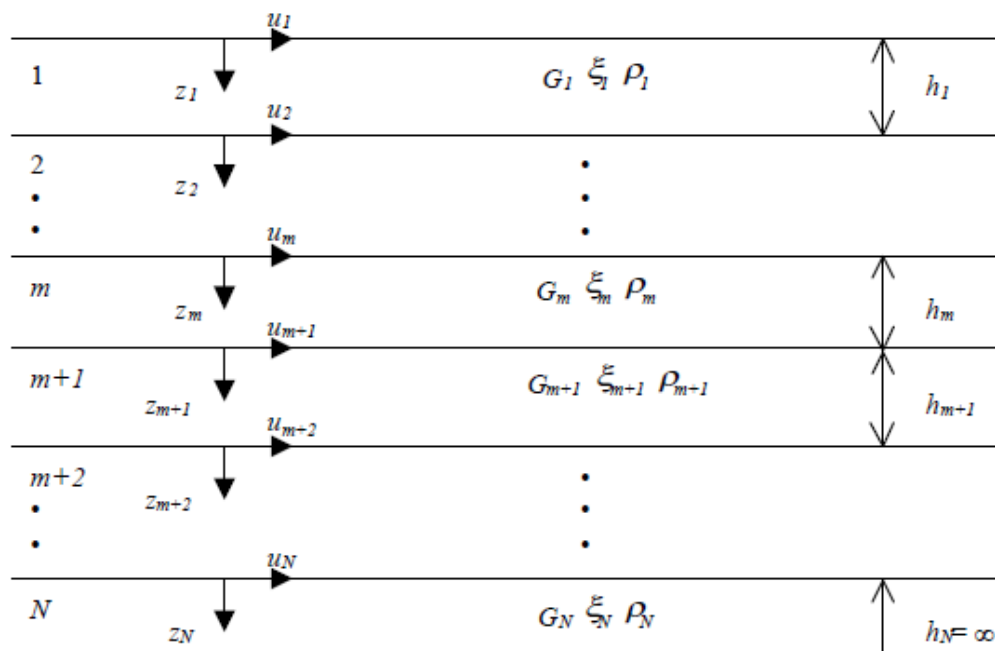 u1
1 z1 G1 ξ1 ρ1 h1
u2
2 z2
um
m zm Gm ξm ρm hm
um+1
m+1 zm+1 Gm+1 ξm+1 ρm+1 hm+1
um+2
m+2 zm+2
uN
N zN GN ξN ρN hN= ∞